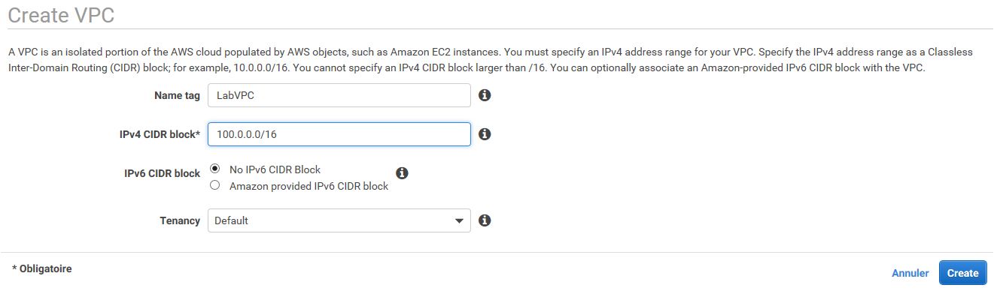 Create VPC
A VPC is an isolated portion of the AWS cloud populated by AWS objects, such as Amazon EC2 instances. You must specify an IPv4 address range for your VPC. Specify the IPv4 address range as a Classless
Inter-Domain Routing (CIDR) block; for example, 10.0.0.0/16. You cannot specify an IPv4 CIDR block larger than /16. You can optionally associate an Amazon-provided IPv6 CIDR block with the VPC.
Name tag LabVPC
IPv4 CIDR block* 100.0.0.0/16
IPv6 CIDR block No IPv6 CIDR Block
Amazon provided IPv6 CIDR block
Tenancy Default
* Obligatoire
Annuler Create